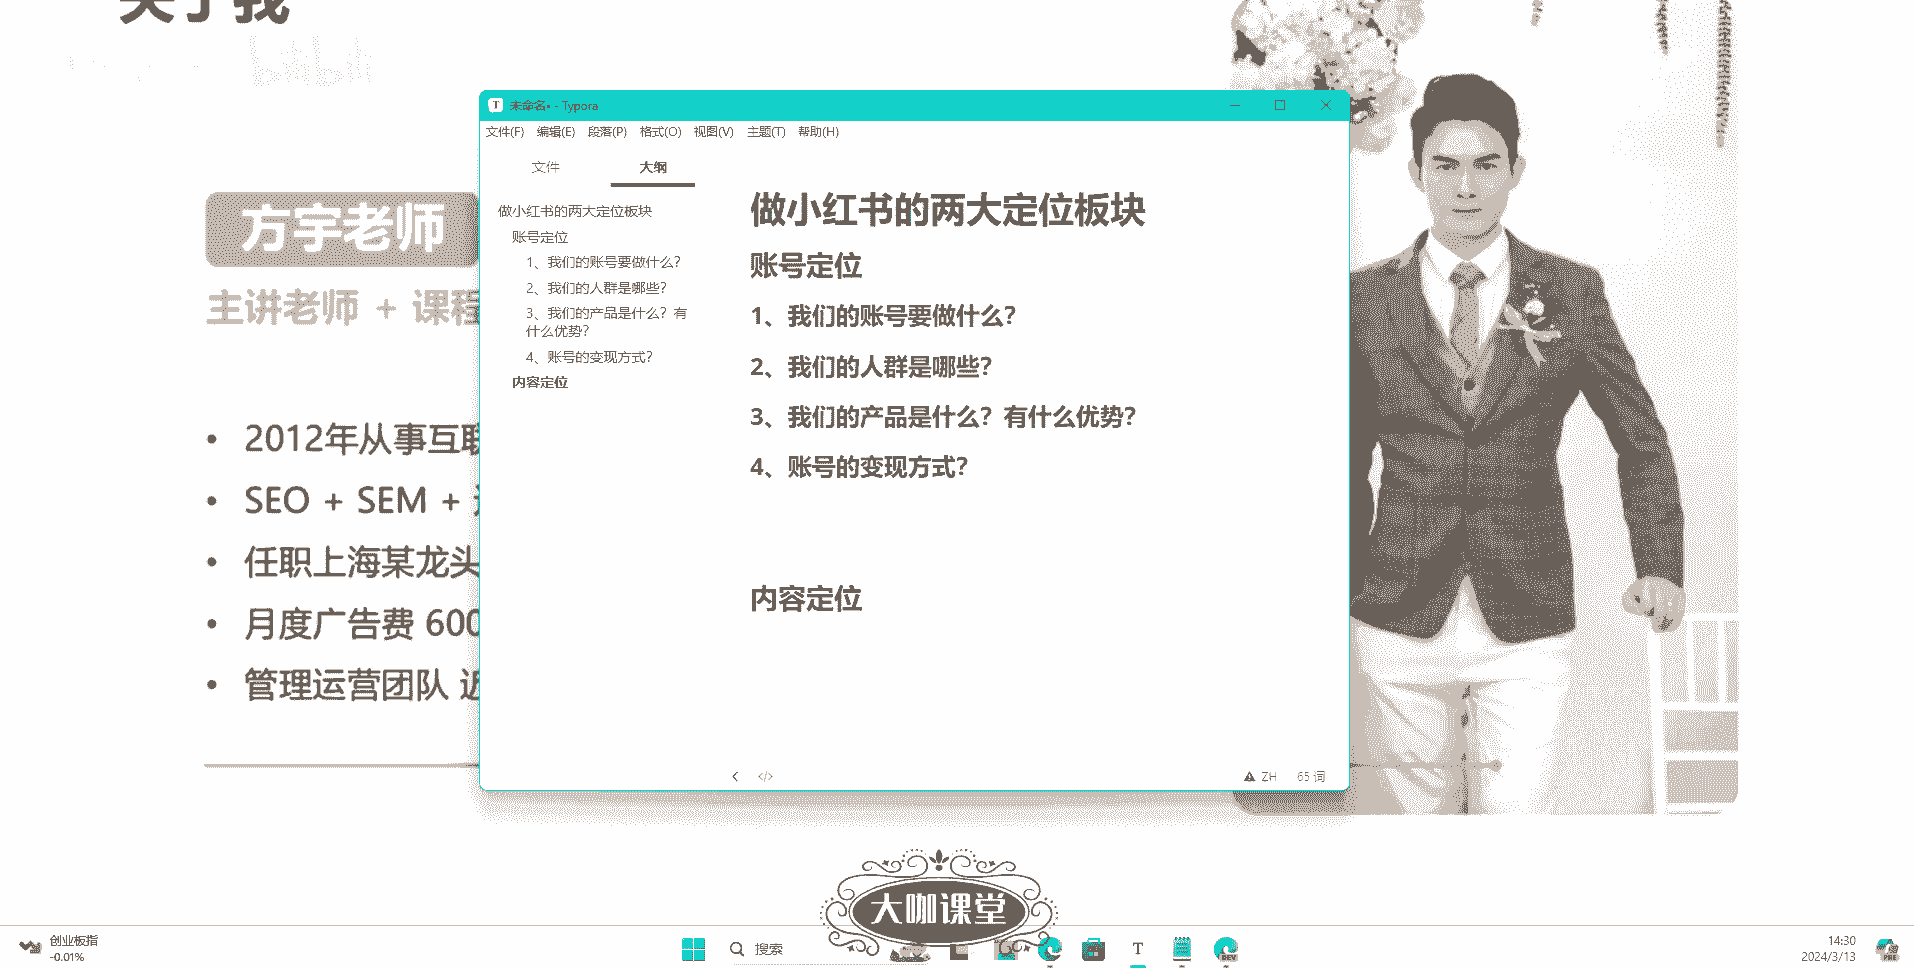 关于我
bilibili
方宇老师
主讲老师 + 课程
2012年从事互联
SEO + SEM +
任职上海某龙头
月度广告费 600
管理运营团队 近
未命名• - Typora
文件(F) 编辑(E) 段落(P) 格式(O) 视图(V) 主题(T) 帮助(H)
文件 大纲
做小红书的两大定位板块
账号定位
1、我们的账号要做什么？
2、我们的人群是哪些？
3、我们的产品是什么？有
什么优势？
4、账号的变现方式？
内容定位
做小红书的两大定位板块
账号定位
1、我们的账号要做什么？
2、我们的人群是哪些？
3、我们的产品是什么？有什么优势？
4、账号的变现方式？
内容定位
</> ZH 65 词
大咖课堂
创业板指
-0.01%
搜索
T
DEV
14:30
2024/3/13
PRE